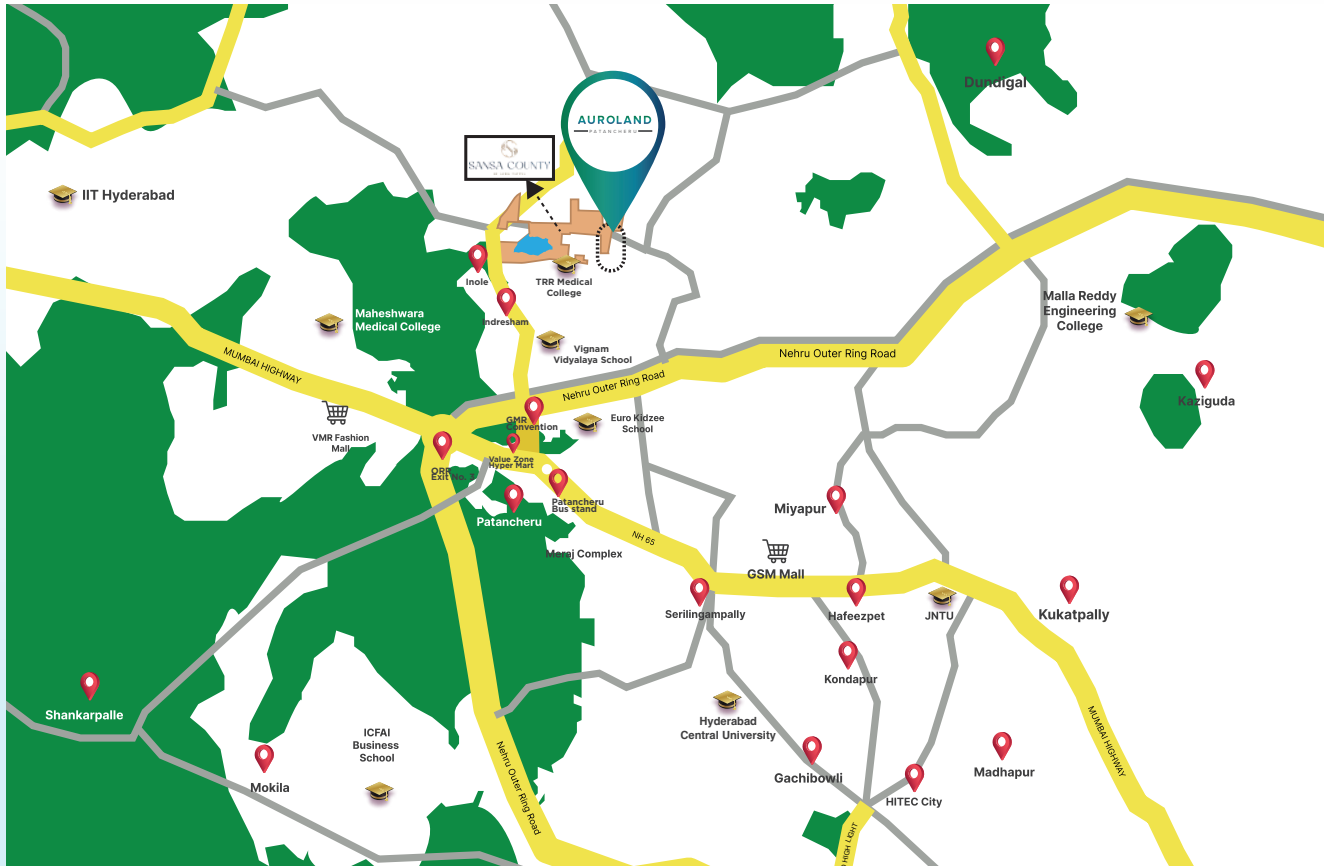 Dundigal
AUROLAND
PATANCHERU
SANSA COUNTY
IIT Hyderabad
Inole
TRR Medical
College
Indresham
Malla Reddy
Engineering
College
Maheshwara
Medical College
Vignam
Vidyalaya School
MUMBAI HIGHWAY
Nehru Outer Ring Road
Nehru Outer Ring Road
Kaziguda
GMR
Convention
Euro Kidzee
School
VMR Fashion
Mall
Value Zone
Hyper Mart
ORR
Exit No. 3
Patancheru
Bus stand
Patancheru
Miyapur
NH 65
Meraj Complex
GSM Mall
Serilingampally
Hafeezpet
JNTU
Kukatpally
Kondapur
Shankarpalle
Hyderabad
Central University
ICFAI
Business
School
MUMBAI HIGHWAY
Nehru Outer Ring Road
Mokila
Gachibowli
Madhapur
HITEC City
HIGH LIGHT